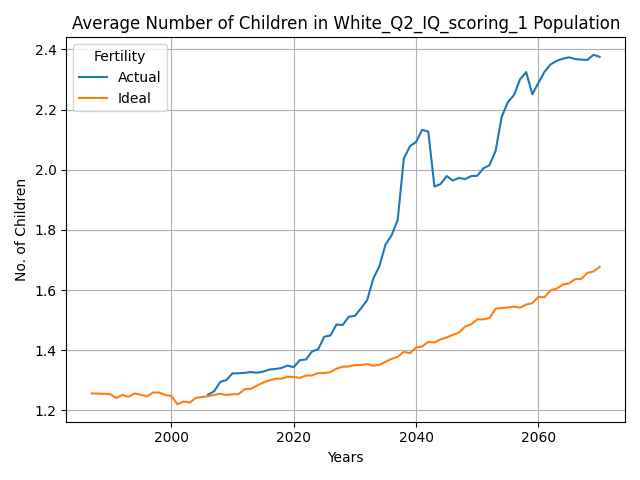 Average Number of Children in White_Q2_IQ_scoring_1 Population
Fertility
Actual
Ideal
No. of Children
2.4
2.2
2.0
1.8
1.6
1.4
1.2
2000
2020
2040
2060
Years